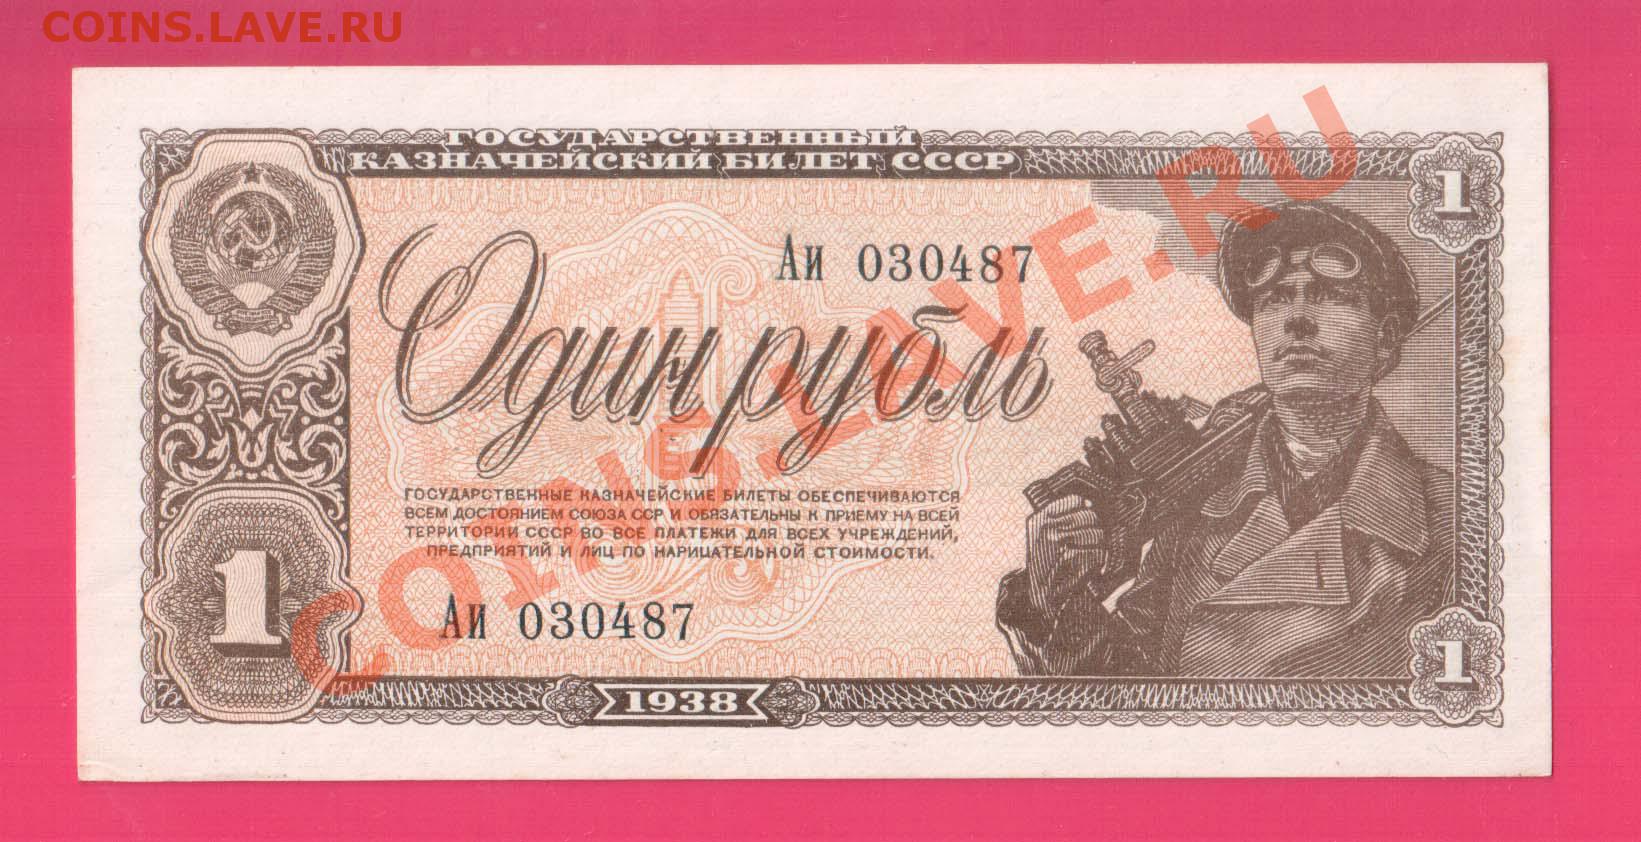 COINS.LAVE.RU
ГОСУДАРСТВЕННЫЙ
КАЗНАЧЕЙСКИЙ БИЛЕТ СССР
1
Аи 030487
Один рубль
ГОСУДАРСТВЕННЫЕ КАЗНАЧЕЙСКИЕ БИЛЕТЫ ОБЕСПЕЧИВАЮТСЯ
ВСЕМ ДОСТОЯНИЕМ СОЮЗА ССР И ОБЯЗАТЕЛЬНЫ К ПРИЕМУ НА ВСЕЙ
ТЕРРИТОРИИ СССР ВО ВСЕ ПЛАТЕЖИ ДЛЯ ВСЕХ УЧРЕЖДЕНИЙ,
ПРЕДПРИЯТИЙ И ЛИЦ ПО НАРИЦАТЕЛЬНОЙ СТОИМОСТИ.
1
Аи 030487
1
1938
COINS.LAVE.RU